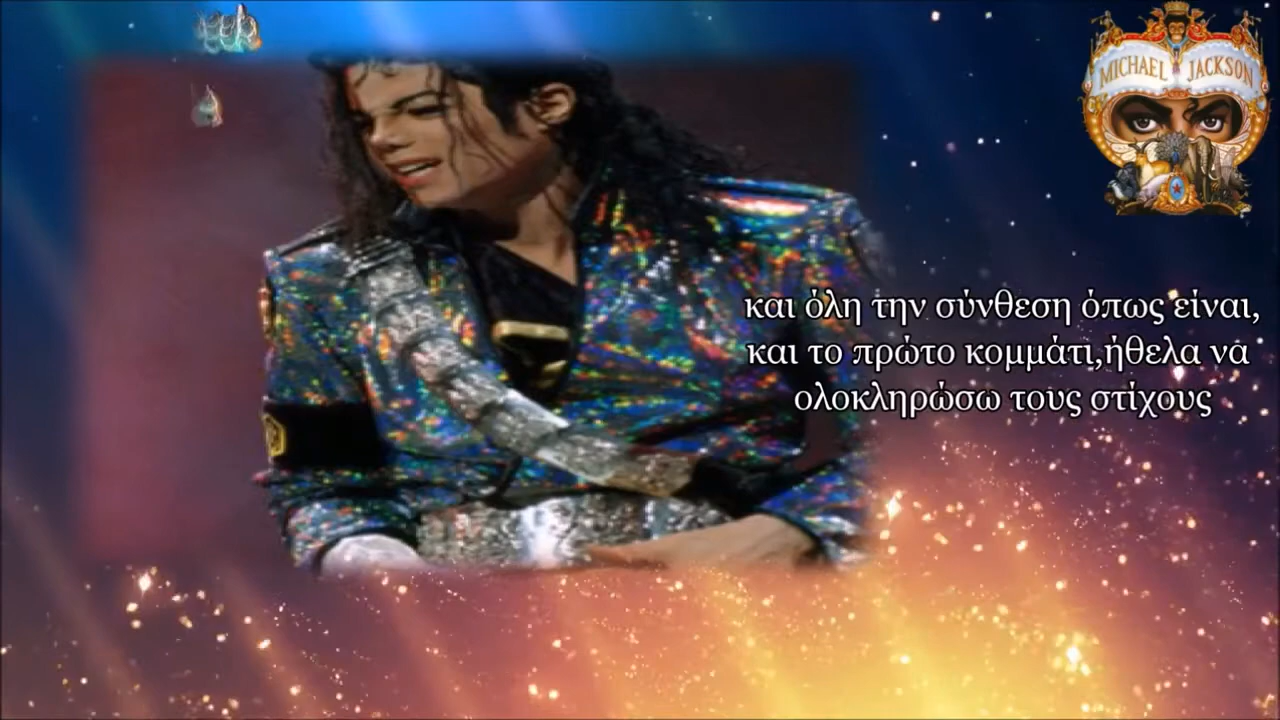 MICHAEL JACKSON
και όλη την σύνθεση όπως είναι,
και το πρώτο κομμάτι,ήθελα να
ολοκληρώσω τους στίχους